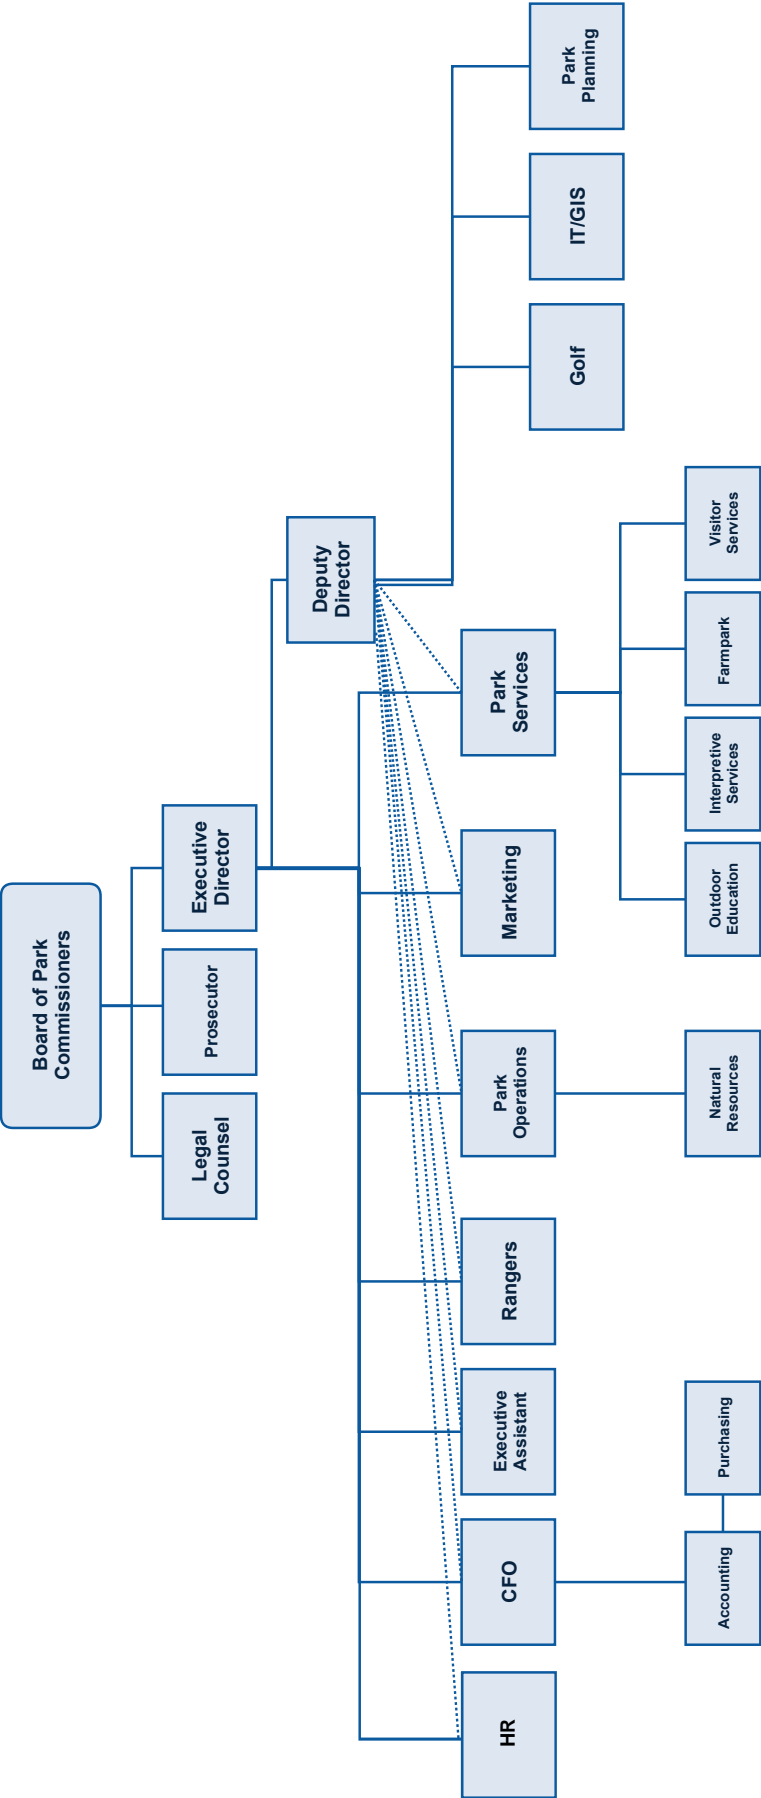 Board of Park
Commissioners
Legal
Counsel
Prosecutor
Executive
Director
Deputy
Director
HR
CFO
Executive
Assistant
Rangers
Park
Operations
Marketing
Park
Services
Golf
IT/GIS
Park
Planning
Accounting
Purchasing
Natural
Resources
Outdoor
Education
Interpretive
Services
Farmpark
Visitor
Services